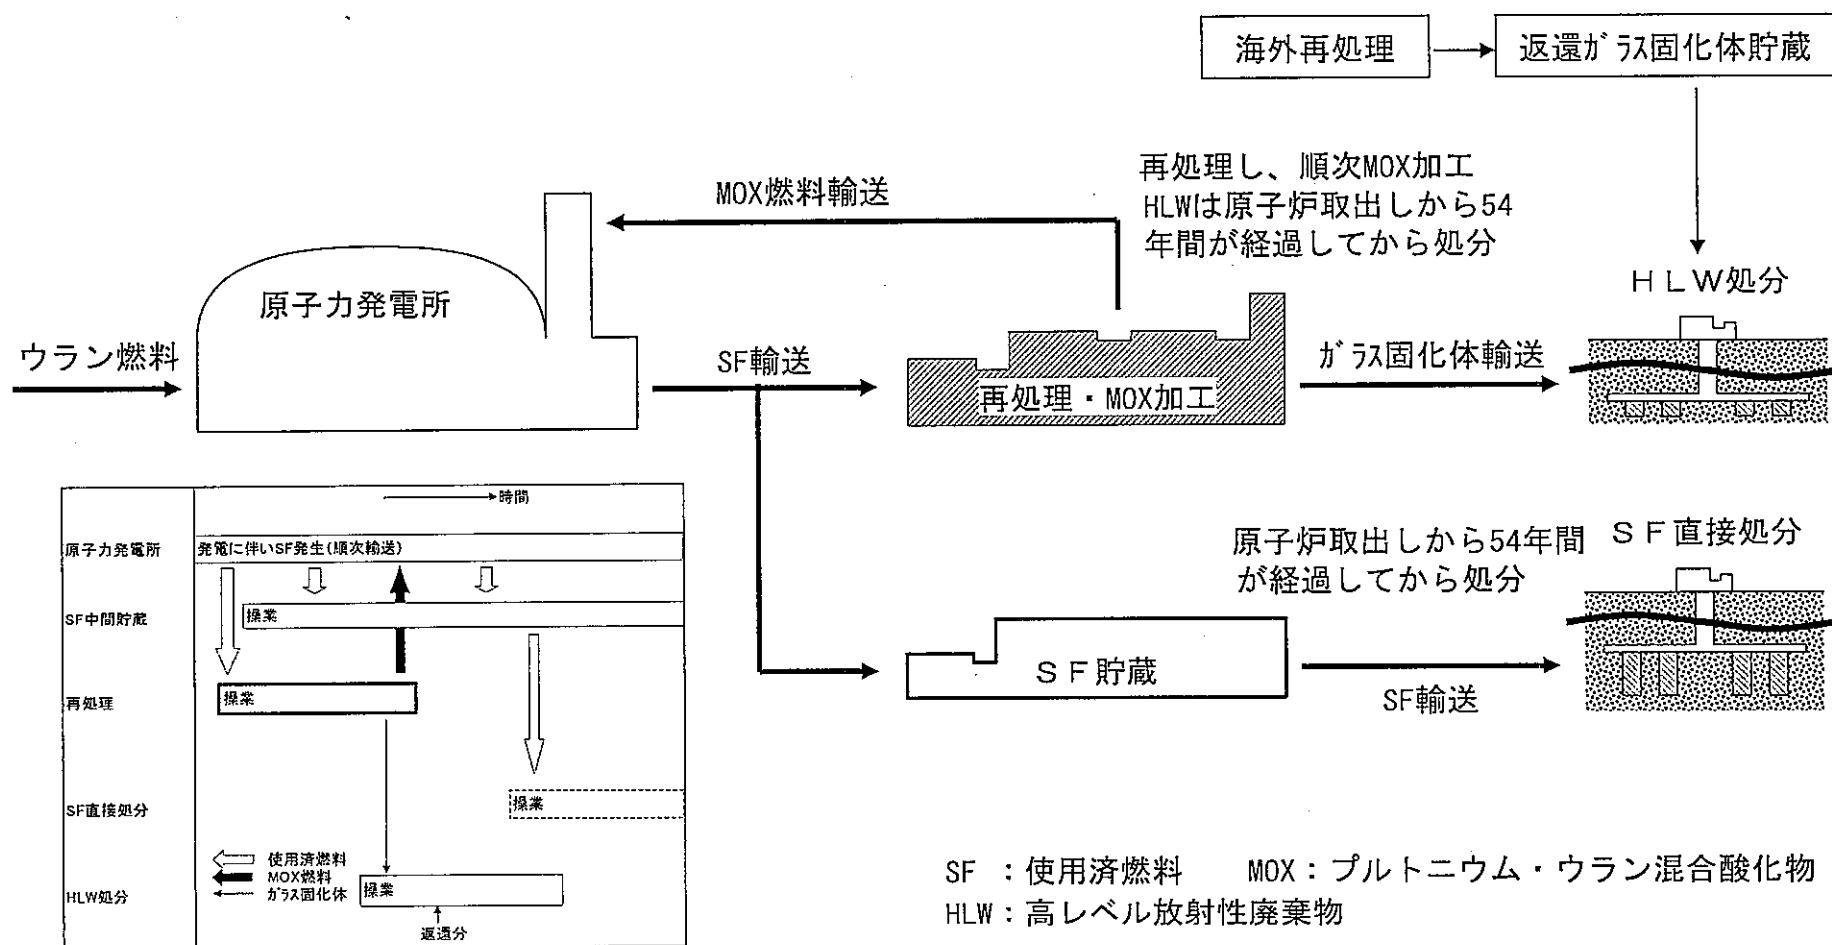 海外再処理
返還ガラス固化体貯蔵
再処理し、順次MOX加工
HLWは原子炉取出しから54
年間が経過してから処分
MOX燃料輸送
HLW処分
原子力発電所
ウラン燃料
SF輸送
ガラス固化体輸送
再処理・MOX加工
原子炉取出しから54年間
が経過してから処分
SF直接処分
SF貯蔵
SF輸送
時間
原子力発電所
発電に伴いSF発生(順次輸送)
SF中間貯蔵
操業
再処理
操業
SF直接処分
操業
使用済燃料
MOX燃料
ガラス固化体
HLW処分
操業
返還分
SF :使用済燃料 MOX:プルトニウム・ウラン混合酸化物
HLW:高レベル放射性廃棄物